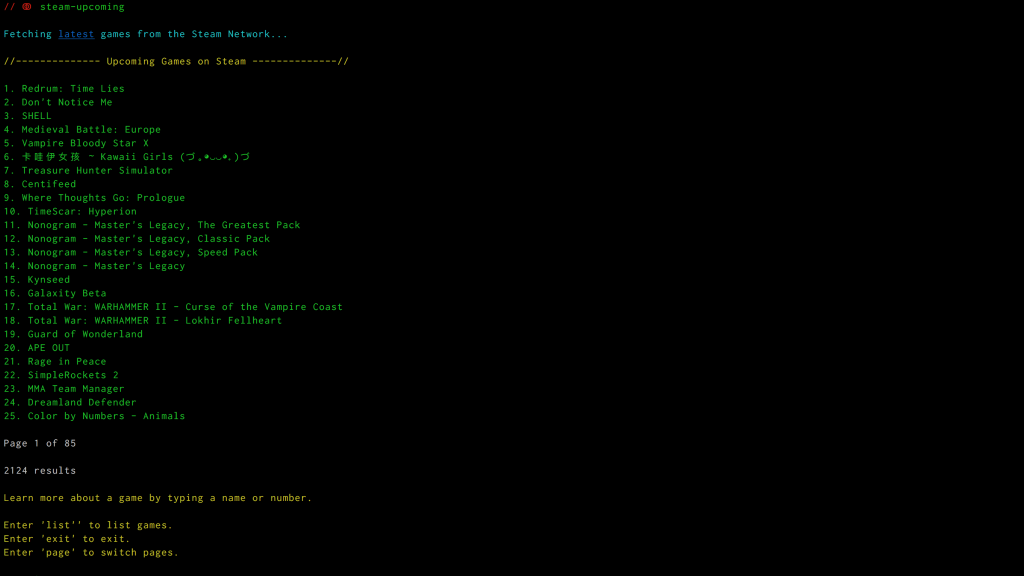 // steam-upcoming
Fetching latest games from the Steam Network...
//-------------- Upcoming Games on Steam --------------//
1. Redrum: Time Lies
2. Don't Notice Me
3. SHELL
4. Medieval Battle: Europe
5. Vampire Bloody Star X
6. 卡哇伊女孩 ~ Kawaii Girls (づ｡◕‿‿◕｡)づ
7. Treasure Hunter Simulator
8. Centifeed
9. Where Thoughts Go: Prologue
10. TimeScar: Hyperion
11. Nonogram - Master's Legacy, The Greatest Pack
12. Nonogram - Master's Legacy, Classic Pack
13. Nonogram - Master's Legacy, Speed Pack
14. Nonogram - Master's Legacy
15. Kynseed
16. Galaxity Beta
17. Total War: WARHAMMER II - Curse of the Vampire Coast
18. Total War: WARHAMMER II - Lokhir Fellheart
19. Guard of Wonderland
20. APE OUT
21. Rage in Peace
22. SimpleRockets 2
23. MMA Team Manager
24. Dreamland Defender
25. Color by Numbers - Animals
Page 1 of 85
2124 results
Learn more about a game by typing a name or number.
Enter 'list'' to list games.
Enter 'exit' to exit.
Enter 'page' to switch pages.